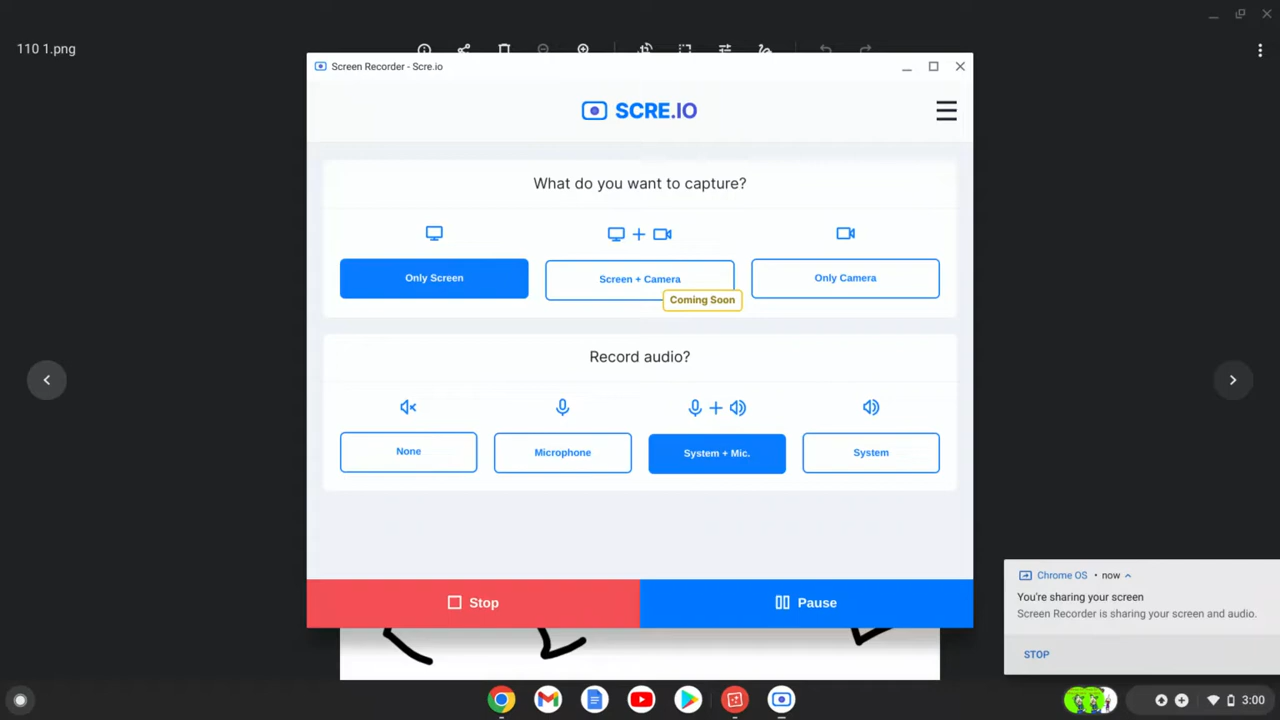 110 1.png
Screen Recorder - Scre.io
SCRE.IO
What do you want to capture?
Only Screen
Screen + Camera
Only Camera
Coming Soon
Record audio?
None
Microphone
System + Mic.
System
Stop
Pause
Chrome OS • now
You're sharing your screen
Screen Recorder is sharing your screen and audio.
STOP
3:00